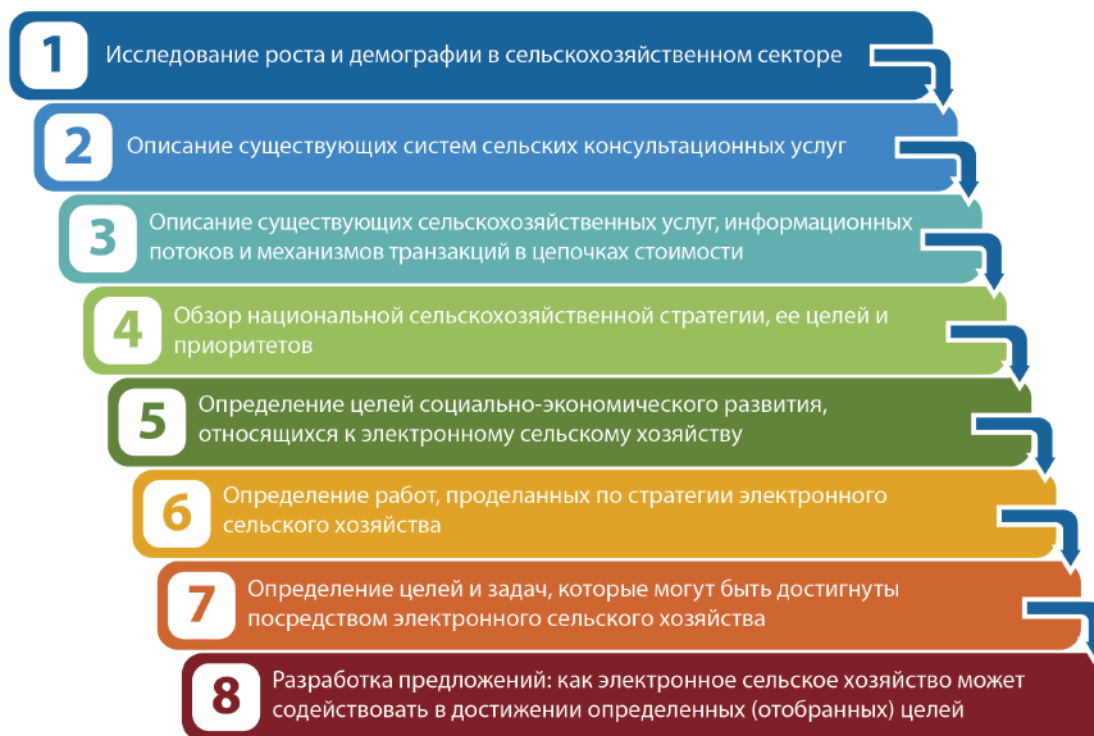 1
Исследование роста и демографии в сельскохозяйственном секторе
2
Описание существующих систем сельских консультационных услуг
3
Описание существующих сельскохозяйственных услуг, информационных
потоков и механизмов транзакций в цепочках стоимости
4
Обзор национальной сельскохозяйственной стратегии, ее целей и
приоритетов
5
Определение целей социально-экономического развития,
относящихся к электронному сельскому хозяйству
6
Определение работ, проделанных по стратегии электронного
сельского хозяйства
7
Определение целей и задач, которые могут быть достигнуты
посредством электронного сельского хозяйства
8
Разработка предложений: как электронное сельское хозяйство может
содействовать в достижении определенных (отобранных) целей